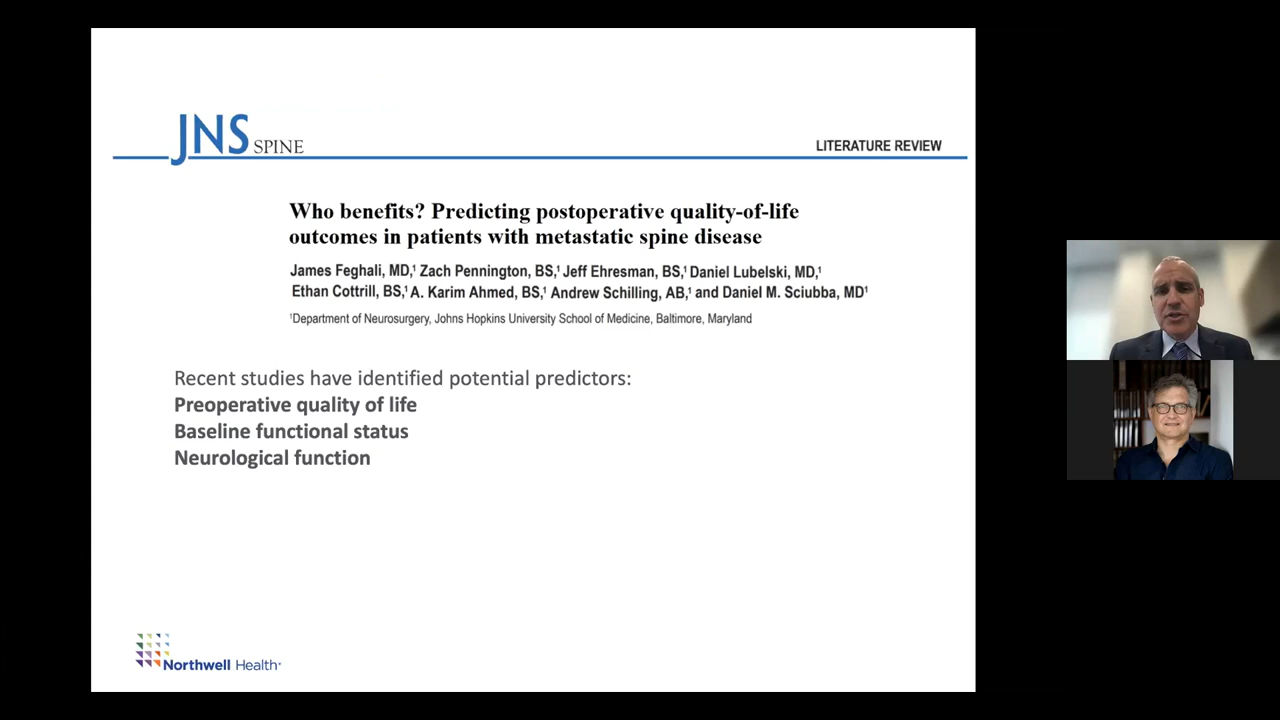 JNS SPINE
LITERATURE REVIEW
Who benefits? Predicting postoperative quality-of-life
outcomes in patients with metastatic spine disease
James Feghali, MD,¹ Zach Pennington, BS,¹ Jeff Ehresman, BS,¹ Daniel Lubelski, MD,¹
Ethan Cottrill, BS,¹ A. Karim Ahmed, BS,¹ Andrew Schilling, AB,¹ and Daniel M. Sciubba, MD¹
¹Department of Neurosurgery, Johns Hopkins University School of Medicine, Baltimore, Maryland
Recent studies have identified potential predictors:
Preoperative quality of life
Baseline functional status
Neurological function
Northwell Health